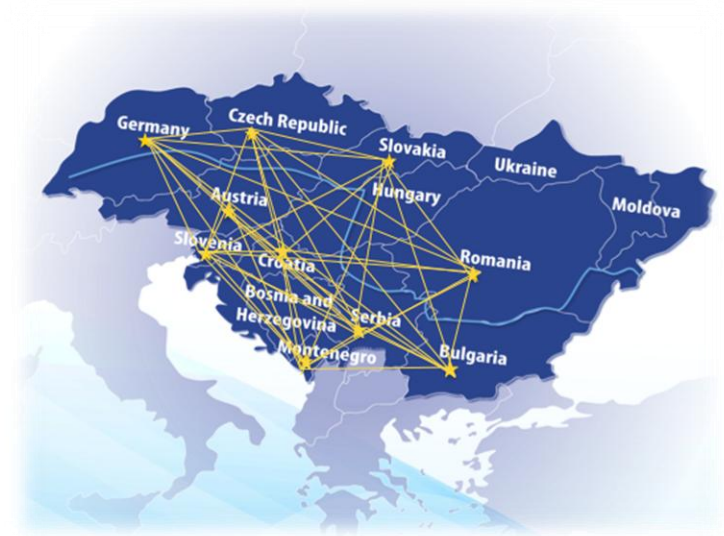 Germany
Czech Republic
Slovakia
Ukraine
Austria
Hungary
Moldova
Slovenia
Croatia
Romania
Bosnia and
Herzegovina
Serbia
Montenegro
Bulgaria